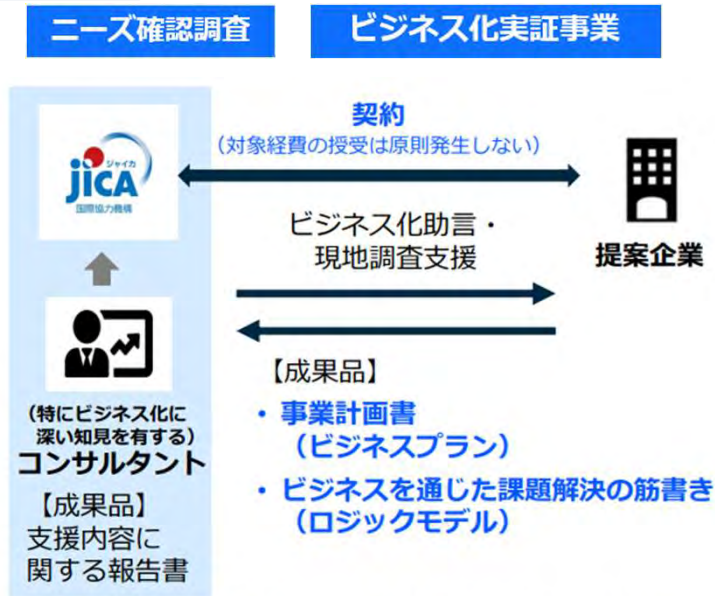 ニーズ確認調査
ビジネス化実証事業
ジャイカ
JICA
国際協力機構
契約
（対象経費の授受は原則発生しない）
ビジネス化助言・
現地調査支援
提案企業
（特にビジネス化に
深い知見を有する）
コンサルタント
【成果品】
支援内容に
関する報告書
【成果品】
・ 事業計画書
（ビジネスプラン）
・ ビジネスを通じた課題解決の筋書き
（ロジックモデル）